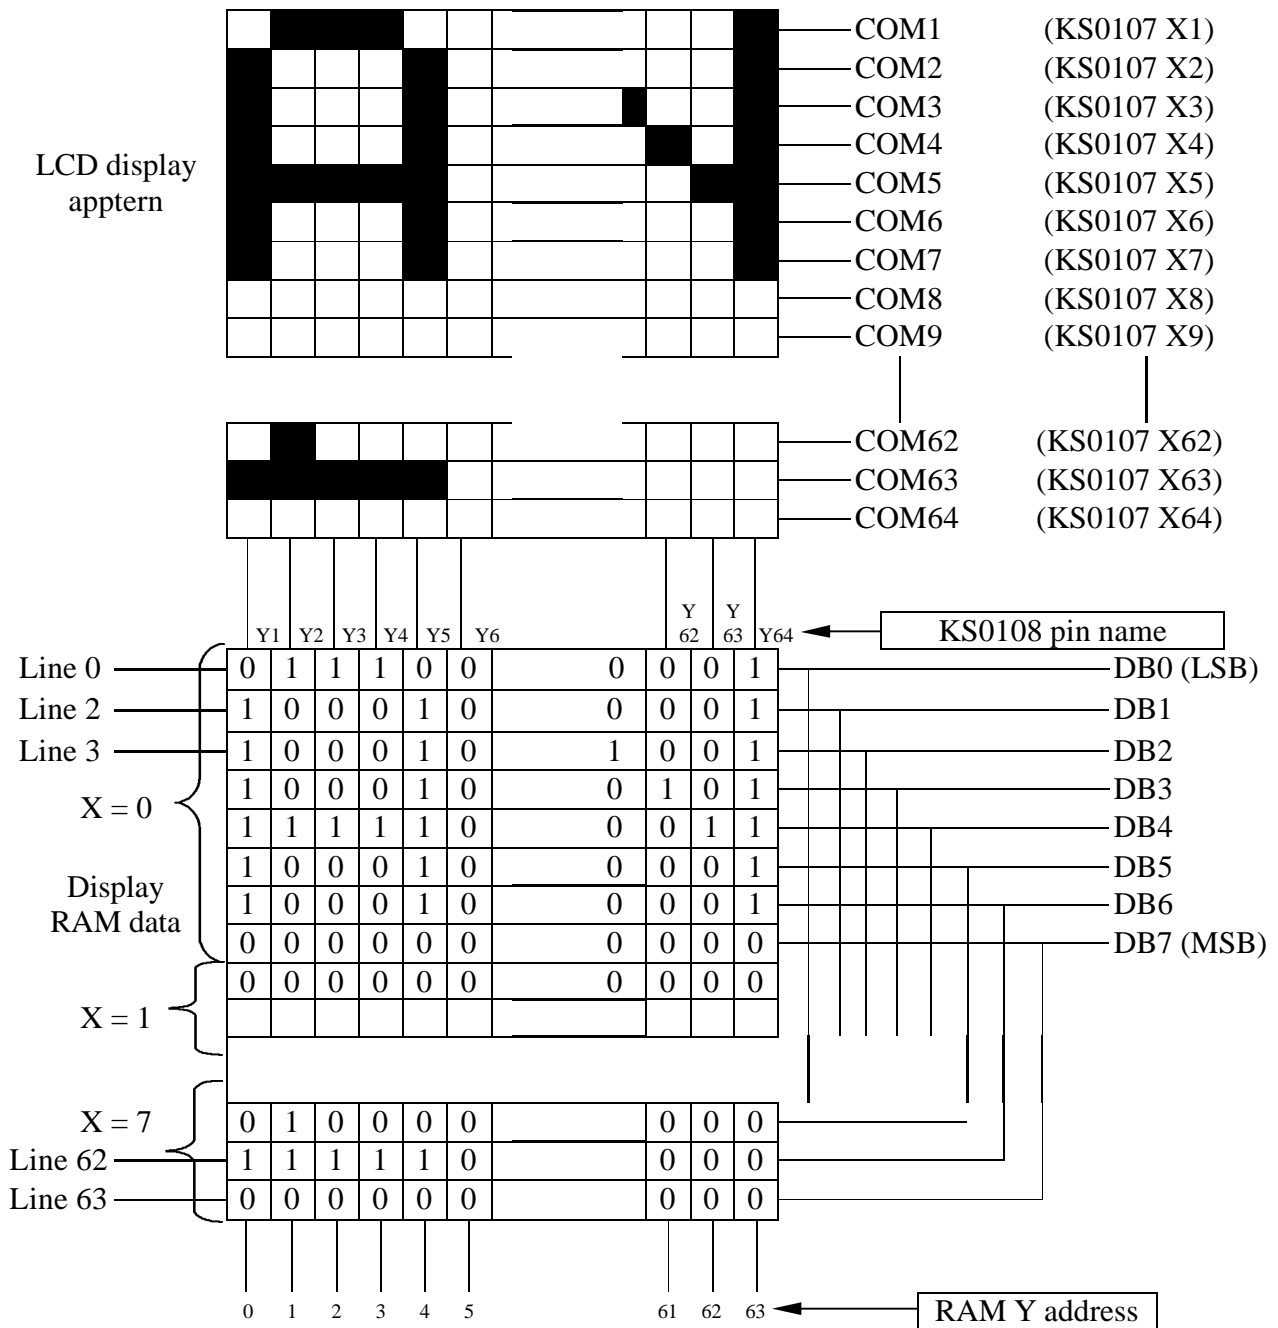 COM1 (KS0107 X1)
COM2 (KS0107 X2)
COM3 (KS0107 X3)
COM4 (KS0107 X4)
LCD display
apptern
COM5 (KS0107 X5)
COM6 (KS0107 X6)
COM7 (KS0107 X7)
COM8 (KS0107 X8)
COM9 (KS0107 X9)
COM62 (KS0107 X62)
COM63 (KS0107 X63)
COM64 (KS0107 X64)
Y1 Y2 Y3 Y4 Y5 Y6 Y 62 Y 63 Y64 KS0108 pin name
Line 0 0 1 1 1 0 0 0 0 0 1 DB0 (LSB)
Line 2 1 0 0 0 1 0 0 0 0 1 DB1
Line 3 1 0 0 0 1 0 1 0 0 1 DB2
1 0 0 0 1 0 0 1 0 1 DB3
X = 0
1 1 1 1 1 0 0 0 1 1 DB4
1 0 0 0 1 0 0 0 0 1 DB5
Display
RAM data
1 0 0 0 1 0 0 0 0 1 DB6
0 0 0 0 0 0 0 0 0 0 DB7 (MSB)
0 0 0 0 0 0 0 0 0 0
X = 1
X = 7 0 1 0 0 0 0 0 0 0
Line 62 1 1 1 1 1 0 0 0 0
Line 63 0 0 0 0 0 0 0 0 0
0 1 2 3 4 5 61 62 63 RAM Y address